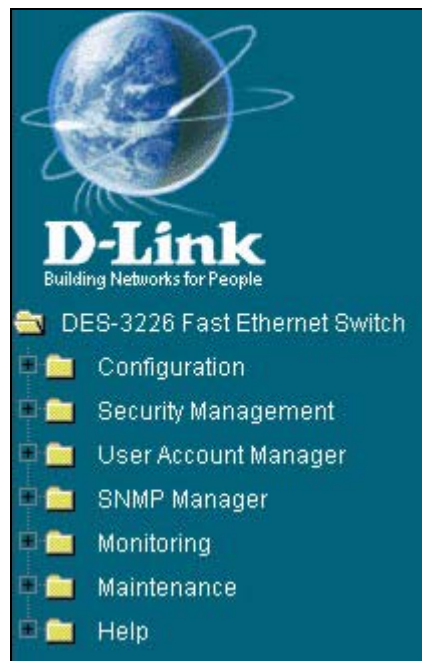 D-Link
Building Networks for People
DES-3226 Fast Ethernet Switch
Configuration
Security Management
User Account Manager
SNMP Manager
Monitoring
Maintenance
Help